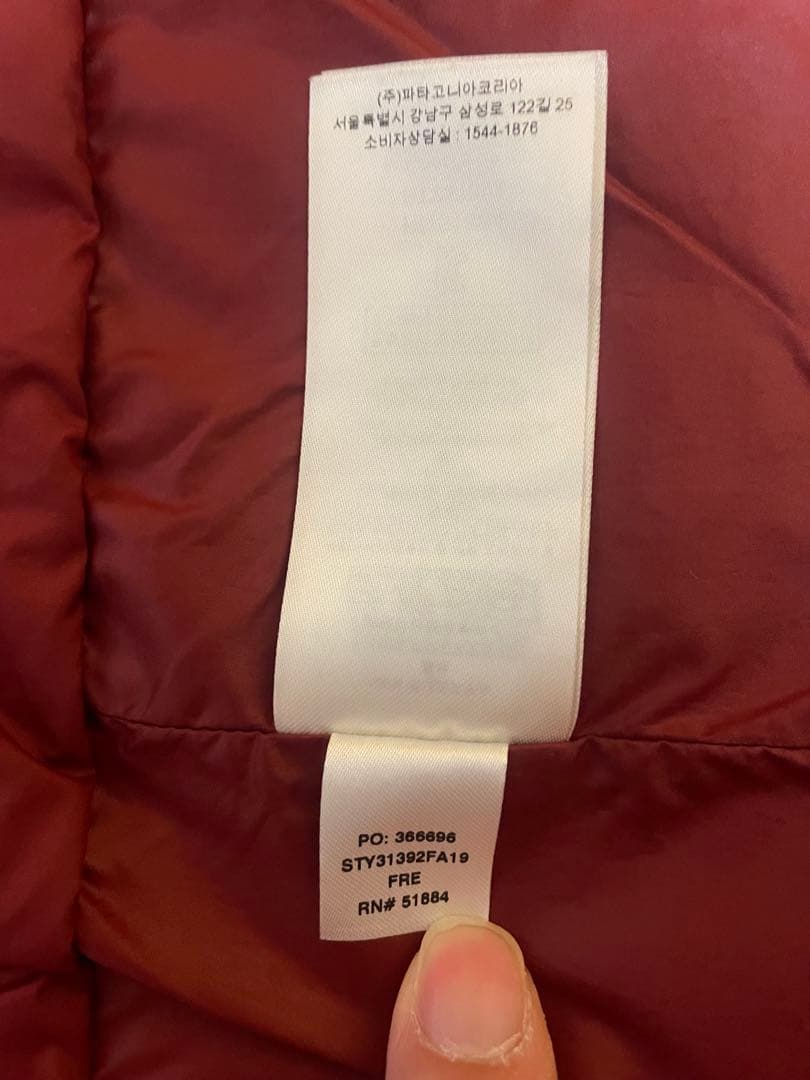 (주)파타고니아코리아
서울특별시 강남구 삼성로 122길 25
소비자상담실 : 1544-1876
PO: 366696
STY31392FA19
FRE
RN# 51884